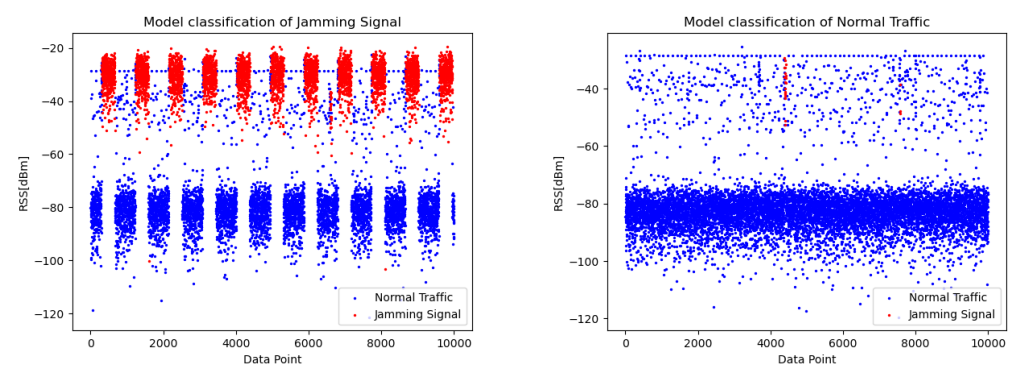 Model classification of Jamming Signal
RSS[dBm]
−20
−40
−60
−80
−100
−120
0
2000
4000
6000
8000
10000
Data Point
Normal Traffic
Jamming Signal
Model classification of Normal Traffic
RSS[dBm]
−40
−60
−80
−100
−120
0
2000
4000
6000
8000
10000
Data Point
Normal Traffic
Jamming Signal